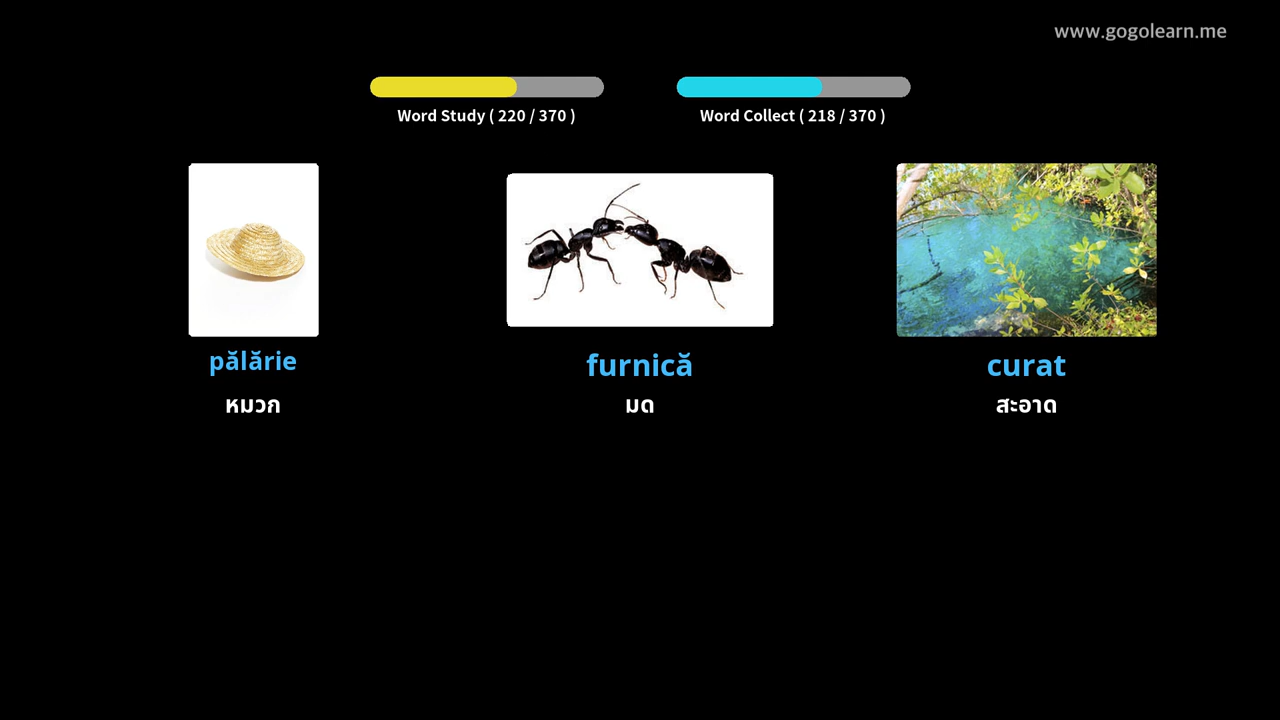 www.gogolearn.me
Word Study ( 220 / 370 )
Word Collect ( 218 / 370 )
pălărie
furnică
curat
หมวก
มด
สะอาด